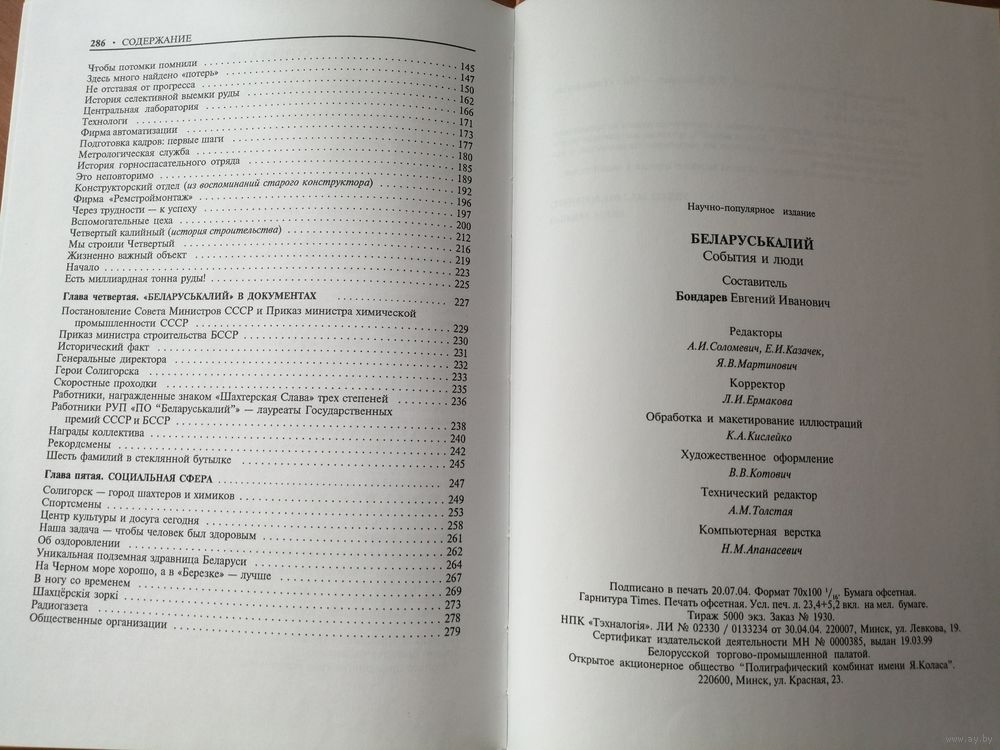 286 • СОДЕРЖАНИЕ
Чтобы потомки помнили 145
Здесь много найдено «потерь» 147
Не отставая от прогресса 150
История селективной выемки руды 162
Центральная лаборатория 166
Технологи 171
Фирма автоматизации 173
Подготовка кадров: первые шаги 177
Метрологическая служба 180
История горноспасательного отряда 185
Это неповторимо 189
Конструкторский отдел (из воспоминаний старого конструктора) 192
Фирма «Ремстроймонтаж» 196
Через трудности — к успеху 197
Вспомогательные цеха 200
Четвертый калийный (история строительства) 212
Мы строили Четвертый 216
Жизненно важный объект 219
Начало 223
Есть миллиардная тонна руды! 225
Глава четвертая. «БЕЛАРУСЬКАЛИЙ» В ДОКУМЕНТАХ 227
Постановление Совета Министров СССР и Приказ министра химической
промышленности СССР 229
Приказ министра строительства БССР 230
Исторический факт 231
Генеральные директора 232
Герои Солигорска 233
Скоростные проходки 235
Работники, награжденные знаком «Шахтерская Слава» трех степеней 236
Работники РУП «ПО “Беларуськалий”» — лауреаты Государственных
премий СССР и БССР 238
Награды коллектива 240
Рекордсмены 242
Шесть фамилий в стеклянной бутылке 245
Глава пятая. СОЦИАЛЬНАЯ СФЕРА 247
Солигорск — город шахтеров и химиков 249
Спортсмены 253
Центр культуры и досуга сегодня 258
Наша задача — чтобы человек был здоровым 261
Об оздоровлении 262
Уникальная подземная здравница Беларуси 264
На Черном море хорошо, а в «Березке» — лучше 267
В ногу со временем 269
Шахцёрскія зоркі 273
Радиогазета 278
Общественные организации 279
Научно-популярное издание
БЕЛАРУСЬКАЛИЙ
События и люди
Составитель
Бондарев Евгений Иванович
Редакторы
А.И.Соломевич, Е.И.Казачек,
Я.В.Мартинович
Корректор
Л.И.Ермакова
Обработка и макетирование иллюстраций
К.А.Кислейко
Художественное оформление
В.В.Котович
Технический редактор
А.М.Толстая
Компьютерная верстка
Н.М.Апанасевич
Подписано в печать 20.07.04. Формат 70х100 1/16. Бумага офсетная.
Гарнитура Times. Печать офсетная. Усл. печ. л. 23,4+5,2 вкл. на мел. бумаге.
Тираж 5000 экз. Заказ № 1930.
НПК «Тэхналогія». ЛИ № 02330 / 0133234 от 30.04.04. 220007, Минск, ул. Левкова, 19.
Сертификат издательской деятельности МН № 0000385, выдан 19.03.99
Белорусской торгово-промышленной палатой.
Открытое акционерное общество “Полиграфический комбинат имени Я.Коласа”.
220600, Минск, ул. Красная, 23.
www.ay.by